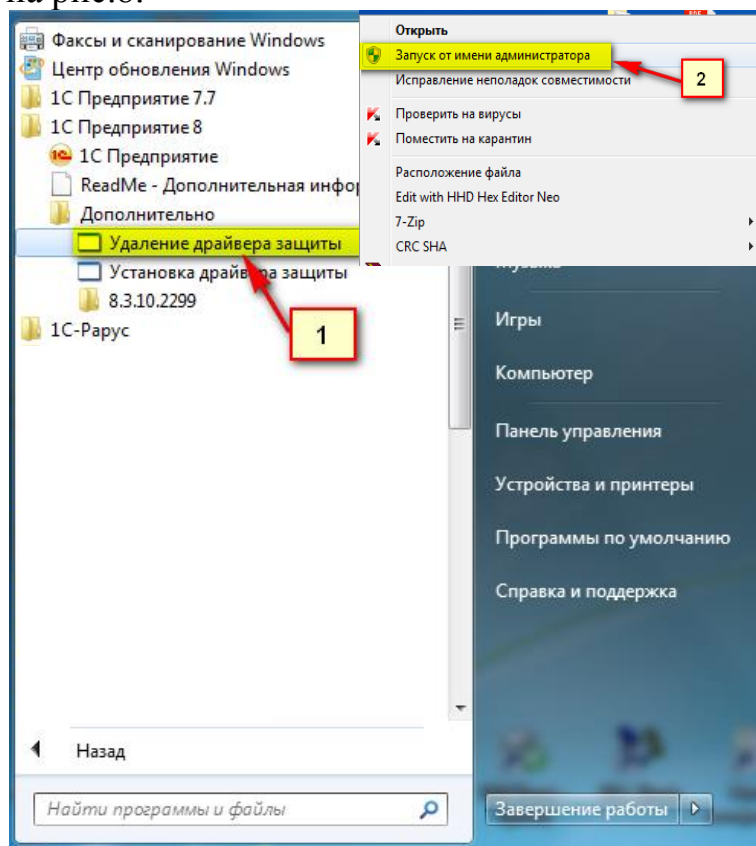 на рис.8.
Факсы и сканирование Windows
Центр обновления Windows
1С Предприятие 7.7
1С Предприятие 8
1С Предприятие
ReadMe - Дополнительная инфор
Дополнительно
Удаление драйвера защиты
Установка драйвера защиты
8.3.10.2299
1С-Рарус
1
Назад
Найти программы и файлы
Открыть
Запуск от имени администратора
2
Исправление неполадок совместимости
Проверить на вирусы
Поместить на карантин
Расположение файла
Edit with HHD Hex Editor Neo
7-Zip
CRC SHA
Игры
Компьютер
Панель управления
Устройства и принтеры
Программы по умолчанию
Справка и поддержка
Завершение работы